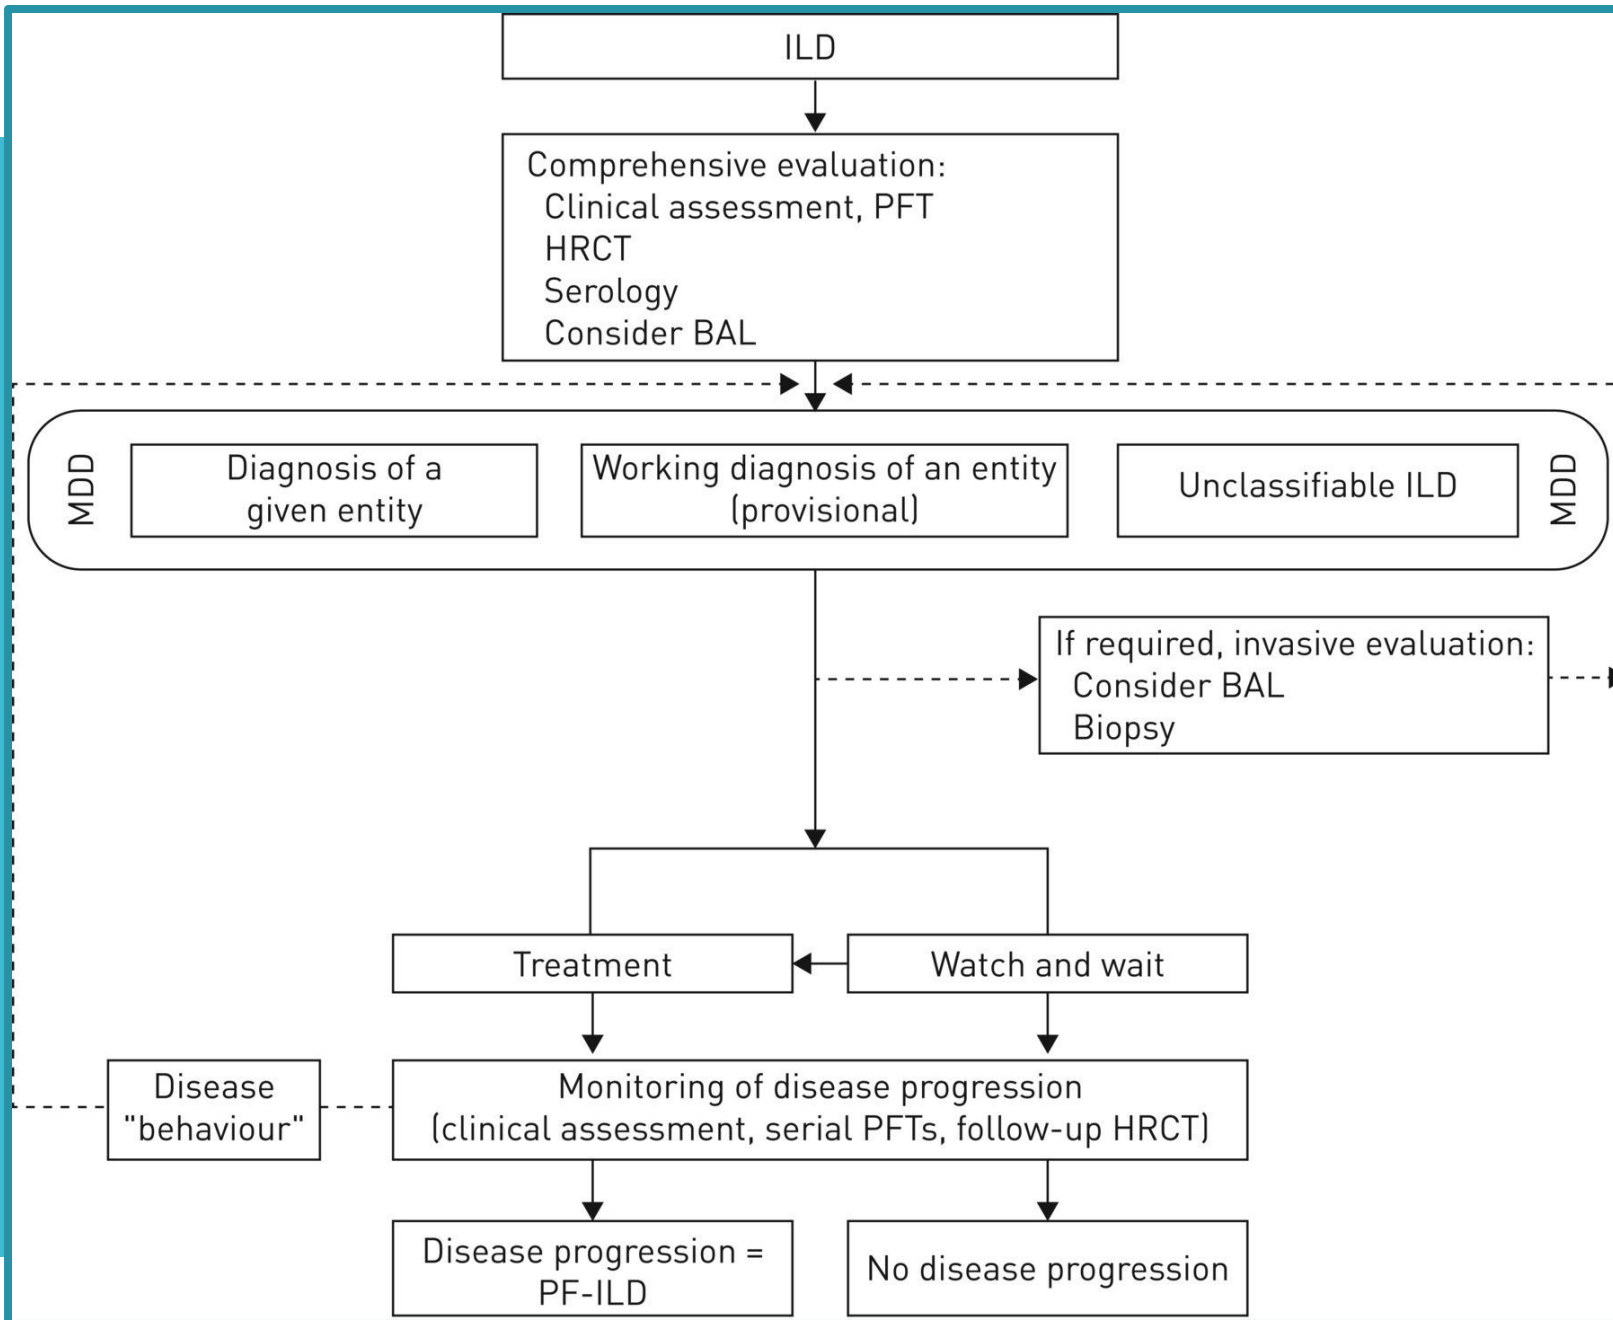 ILD
Comprehensive evaluation:
Clinical assessment, PFT
HRCT
Serology
Consider BAL
MDD
Diagnosis of a
given entity
Working diagnosis of an entity
(provisional)
Unclassifiable ILD
MDD
If required, invasive evaluation:
Consider BAL
Biopsy
Treatment
Watch and wait
Disease
"behaviour"
Monitoring of disease progression
(clinical assessment, serial PFTs, follow-up HRCT)
Disease progression =
PF-ILD
No disease progression